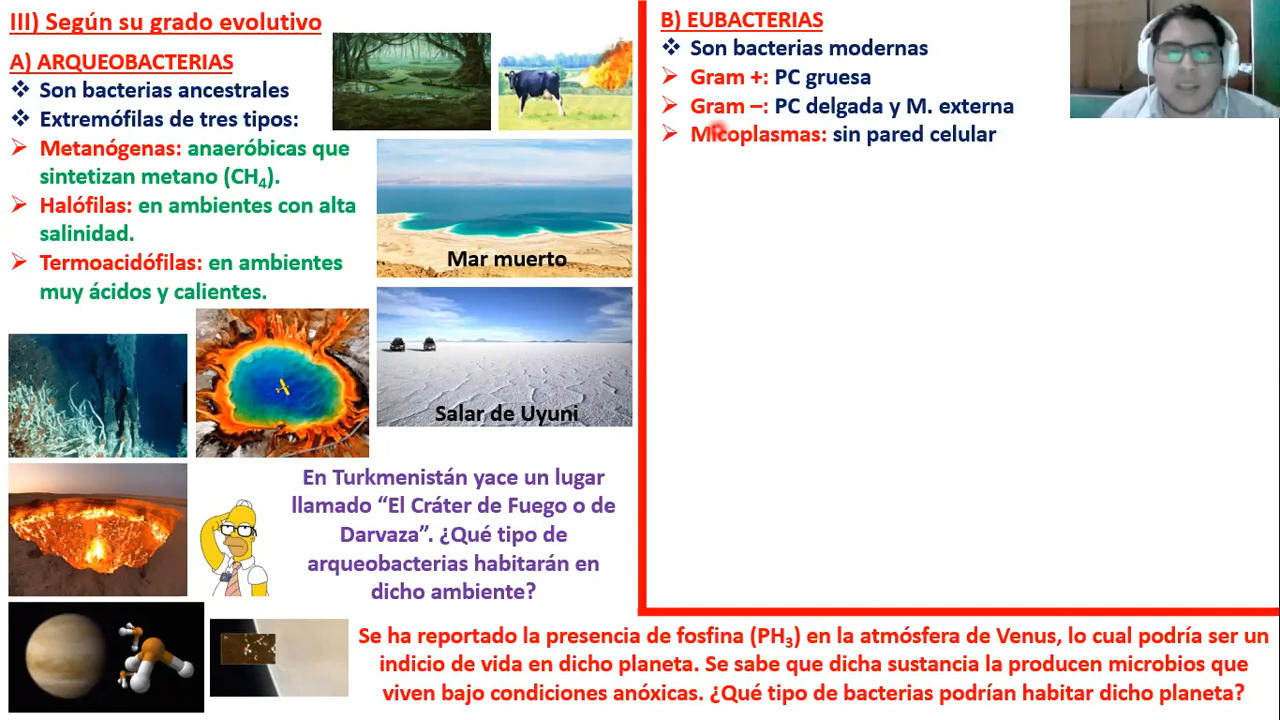 III) Según su grado evolutivo
A) ARQUEOBACTERIAS
❖ Son bacterias ancestrales
❖ Extremófilas de tres tipos:
➢ Metanógenas: anaeróbicas que
sintetizan metano (CH₄).
➢ Halófilas: en ambientes con alta
salinidad.
➢ Termoacidófilas: en ambientes
muy ácidos y calientes.
Mar muerto
Salar de Uyuni
En Turkmenistán yace un lugar
llamado “El Cráter de Fuego o de
Darvaza”. ¿Qué tipo de
arqueobacterias habitarán en
dicho ambiente?
B) EUBACTERIAS
❖ Son bacterias modernas
➢ Gram +: PC gruesa
➢ Gram –: PC delgada y M. externa
➢ Micoplasmas: sin pared celular
Se ha reportado la presencia de fosfina (PH₃) en la atmósfera de Venus, lo cual podría ser un
indicio de vida en dicho planeta. Se sabe que dicha sustancia la producen microbios que
viven bajo condiciones anóxicas. ¿Qué tipo de bacterias podrían habitar dicho planeta?